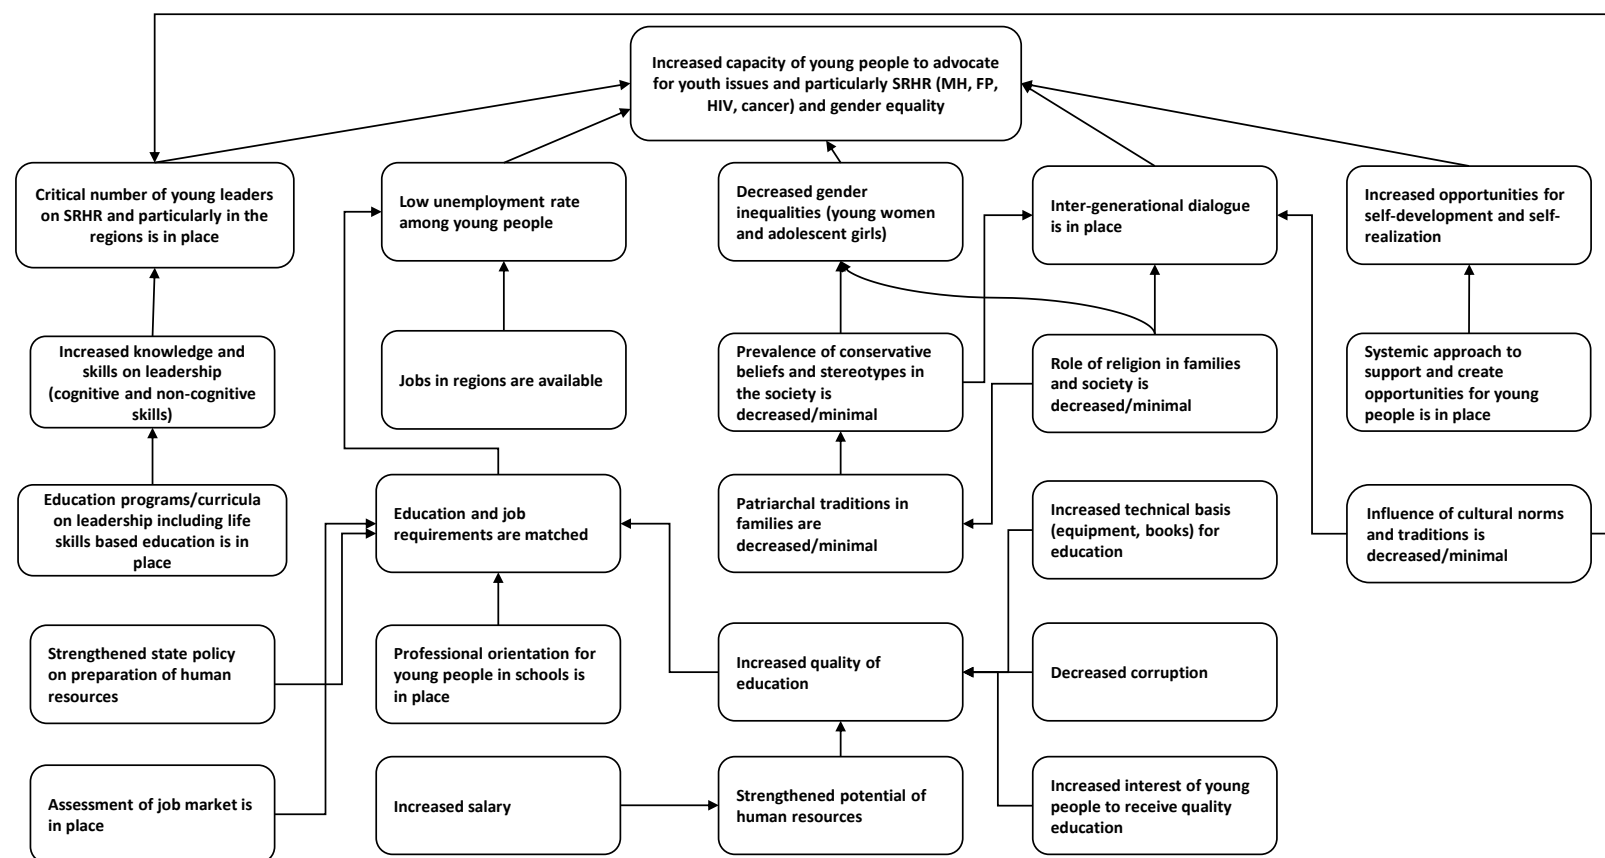 Increased capacity of young people to advocate
for youth issues and particularly SRHR (MH, FP,
HIV, cancer) and gender equality
Critical number of young leaders
on SRHR and particularly in the
regions is in place
Low unemployment rate
among young people
Decreased gender
inequalities (young women
and adolescent girls)
Inter-generational dialogue
is in place
Increased opportunities for
self-development and self-
realization
Increased knowledge and
skills on leadership
(cognitive and non-cognitive
skills)
Jobs in regions are available
Prevalence of conservative
beliefs and stereotypes in
the society is
decreased/minimal
Role of religion in families
and society is
decreased/minimal
Systemic approach to
support and create
opportunities for young
people is in place
Education programs/curricula
on leadership including life
skills based education is in
place
Education and job
requirements are matched
Patriarchal traditions in
families are
decreased/minimal
Increased technical basis
(equipment, books) for
education
Influence of cultural norms
and traditions is
decreased/minimal
Strengthened state policy
on preparation of human
resources
Professional orientation for
young people in schools is
in place
Increased quality of
education
Decreased corruption
Assessment of job market is
in place
Increased salary
Strengthened potential of
human resources
Increased interest of young
people to receive quality
education